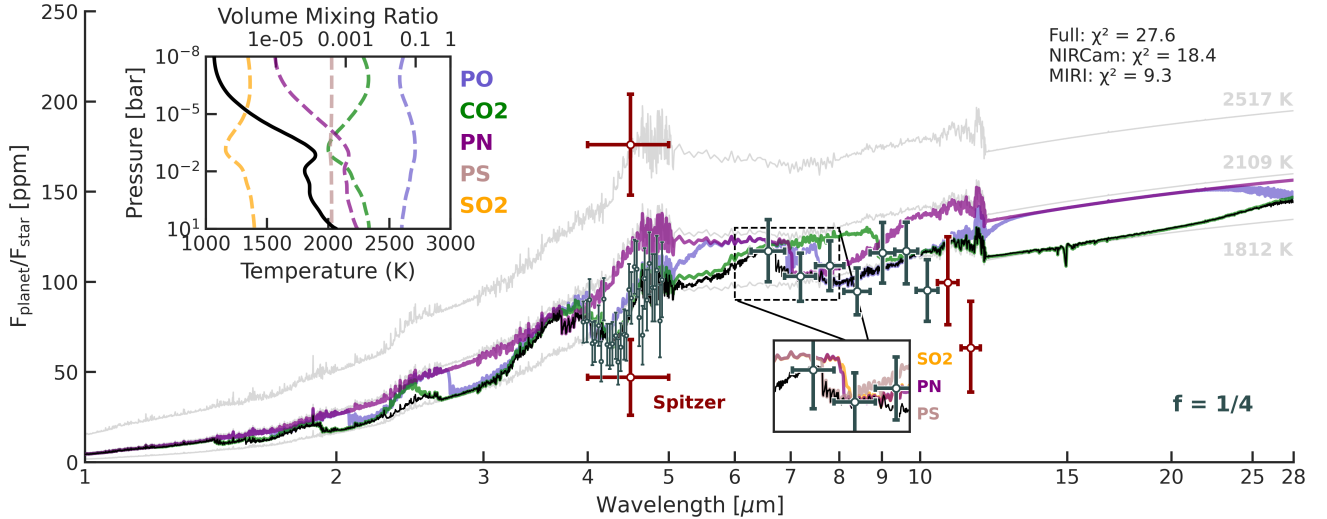 250
200
150
100
50
0
F_planet/F_star [ppm]
1
2
3
4
5
6
7
8
9
10
15
20
25
28
Wavelength [μm]
Volume Mixing Ratio
1e-05 0.001 0.1 1
10⁻⁸
10⁻⁵
10⁻²
10¹
Pressure [bar]
1000 1500 2000 2500 3000
Temperature (K)
PO
CO2
PN
PS
SO2
Full: χ² = 27.6
NIRCam: χ² = 18.4
MIRI: χ² = 9.3
2517 K
2109 K
1812 K
Spitzer
SO2
PN
PS
f = 1/4